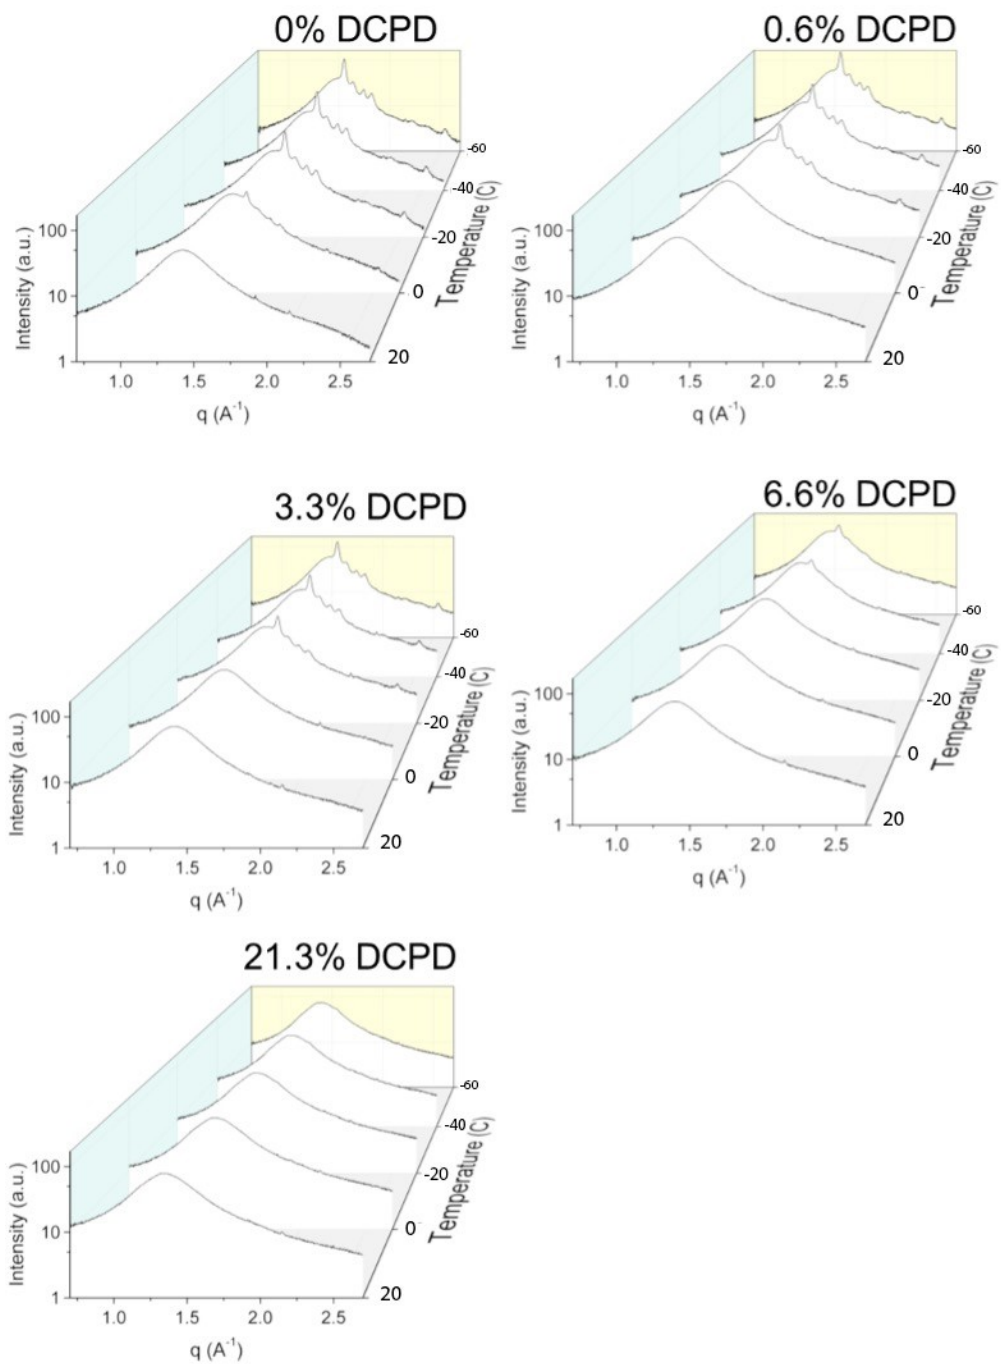 0% DCPD
0.6% DCPD
100
10
1
Intensity (a.u.)
1.0 1.5 2.0 2.5
q (A⁻¹)
-60
-40
-20
0
20
Temperature (C)
100
10
1
Intensity (a.u.)
1.0 1.5 2.0 2.5
q (A⁻¹)
-60
-40
-20
0
20
Temperature (C)
3.3% DCPD
6.6% DCPD
100
10
1
Intensity (a.u.)
1.0 1.5 2.0 2.5
q (A⁻¹)
-60
-40
-20
0
20
Temperature (C)
100
10
1
Intensity (a.u.)
1.0 1.5 2.0 2.5
q (A⁻¹)
-60
-40
-20
0
20
Temperature (C)
21.3% DCPD
100
10
1
Intensity (a.u.)
1.0 1.5 2.0 2.5
q (A⁻¹)
-60
-40
-20
0
20
Temperature (C)